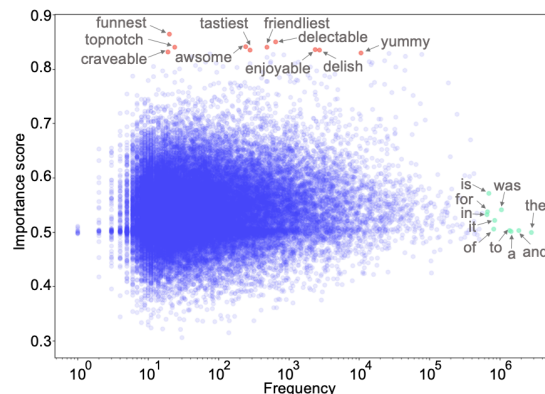 0.9
0.8
0.7
0.6
0.5
0.4
0.3
Importance score
funnest
topnotch
craveable
awsome
tastiest
friendliest
delectable
enjoyable
delish
yummy
is
was
for
in
the
it
of
to
a
and
10^0
10^1
10^2
10^3
10^4
10^5
10^6
Frequency